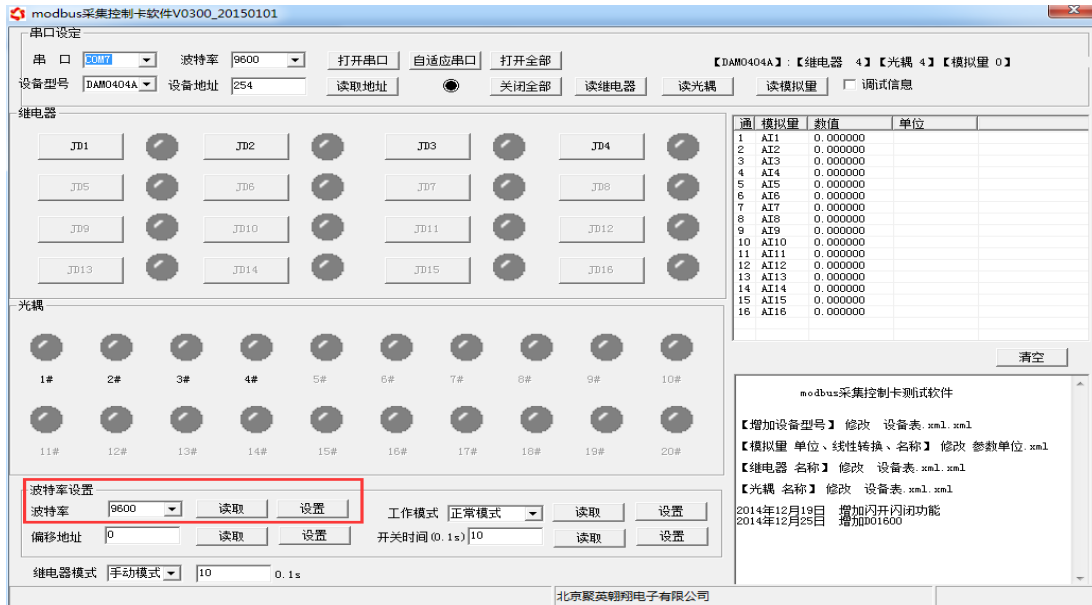 modbus采集控制卡软件V0300_20150101
串口设定
串 口 COM7 波特率 9600 打开串口 自适应串口 打开全部 【DAM0404A】:【继电器 4】【光耦 4】【模拟量 0】
设备型号 DAM0404A 设备地址 254 读取地址 关闭全部 读继电器 读光耦 读模拟量 调试信息
继电器
JD1 JD2 JD3 JD4
JD5 JD6 JD7 JD8
JD9 JD10 JD11 JD12
JD13 JD14 JD15 JD16
通 模拟量 数值 单位
1 AI1 0.000000
2 AI2 0.000000
3 AI3 0.000000
4 AI4 0.000000
5 AI5 0.000000
6 AI6 0.000000
7 AI7 0.000000
8 AI8 0.000000
9 AI9 0.000000
10 AI10 0.000000
11 AI11 0.000000
12 AI12 0.000000
13 AI13 0.000000
14 AI14 0.000000
15 AI15 0.000000
16 AI16 0.000000
清空
光耦
1# 2# 3# 4# 5# 6# 7# 8# 9# 10#
11# 12# 13# 14# 15# 16# 17# 18# 19# 20#
modbus采集控制卡测试软件
【增加设备型号】 修改 设备表.xml.xml
【模拟量 单位、线性转换、名称】 修改 参数单位.xml
【继电器 名称】 修改 设备表.xml.xml
【光耦 名称】 修改 设备表.xml.xml
2014年12月19日 增加闪开闪闭功能
2014年12月25日 增加DO1600
波特率设置
波特率 9600 读取 设置 工作模式 正常模式 读取 设置
偏移地址 0 读取 设置 开关时间(0.1s) 10 读取 设置
继电器模式 手动模式 10 0.1s
北京聚英翱翔电子有限公司